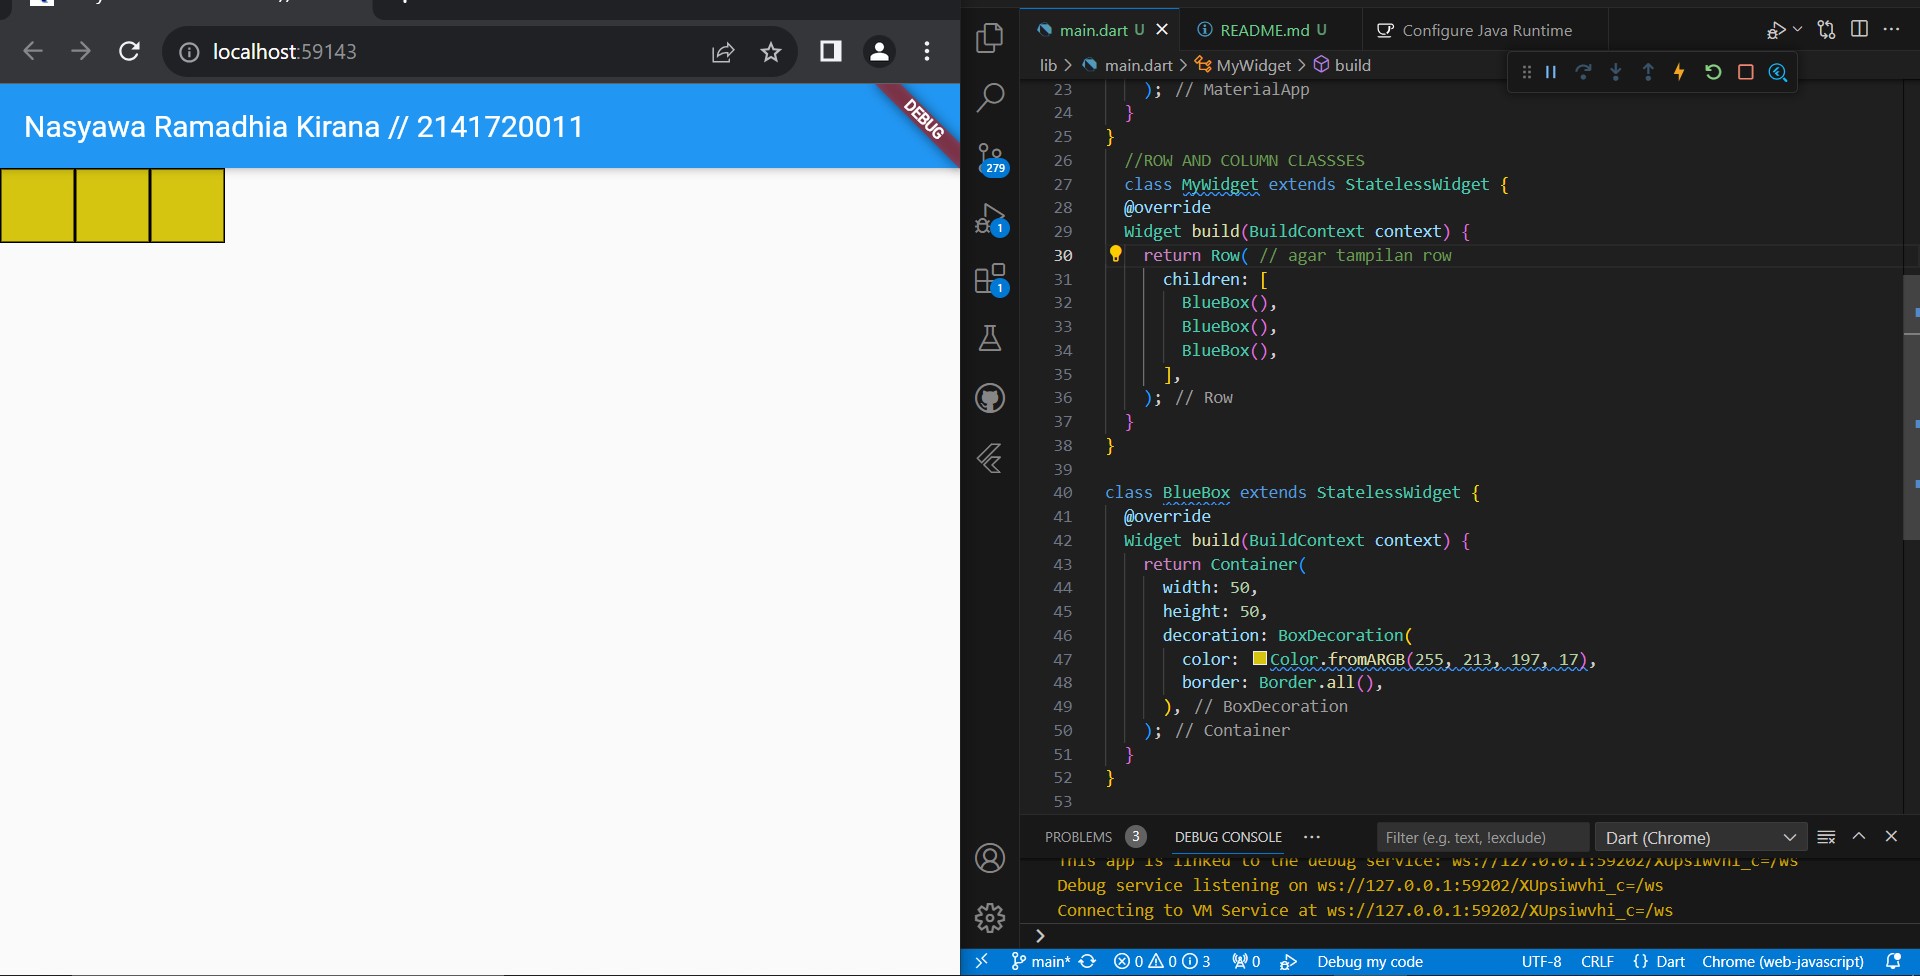 localhost:59143
Nasyawa Ramadhia Kirana // 2141720011
DEBUG
279
1
1
main.dart U
README.md U
Configure Java Runtime
lib > main.dart > MyWidget > build
23 ); // MaterialApp
24 }
25 }
26 //ROW AND COLUMN CLASSSES
27 class MyWidget extends StatelessWidget {
28 @override
29 Widget build(BuildContext context) {
30 return Row( // agar tampilan row
31 children: [
32 BlueBox(),
33 BlueBox(),
34 BlueBox(),
35 ],
36 ); // Row
37 }
38 }
39
40 class BlueBox extends StatelessWidget {
41 @override
42 Widget build(BuildContext context) {
43 return Container(
44 width: 50,
45 height: 50,
46 decoration: BoxDecoration(
47 color: Color.fromARGB(255, 213, 197, 17),
48 border: Border.all(),
49 ), // BoxDecoration
50 ); // Container
51 }
52 }
53
PROBLEMS 3 DEBUG CONSOLE ··· Filter (e.g. text, !exclude) Dart (Chrome)
This app is linked to the debug service: ws://127.0.0.1:59202/XUpsiwvhi_c=/ws
Debug service listening on ws://127.0.0.1:59202/XUpsiwvhi_c=/ws
Connecting to VM Service at ws://127.0.0.1:59202/XUpsiwvhi_c=/ws
>
main* 0 0 3 0 Debug my code UTF-8 CRLF {} Dart Chrome (web-javascript)